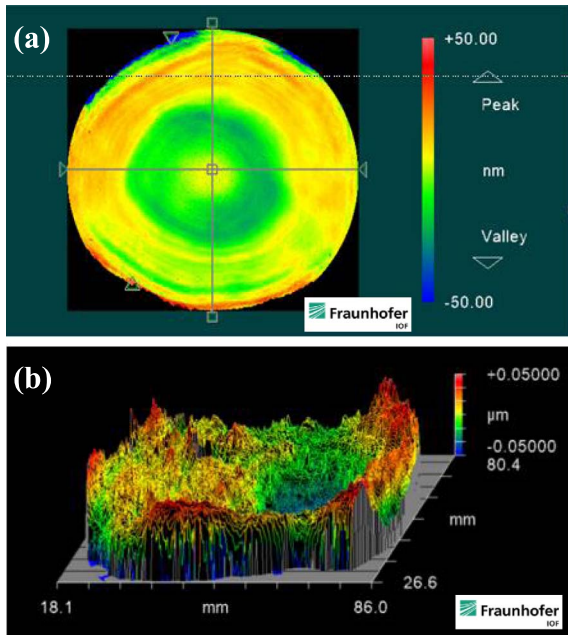 (a)
+50.00
Peak
nm
Valley
-50.00
Fraunhofer
IOF
(b)
+0.05000
µm
-0.05000
80.4
mm
26.6
18.1 mm 86.0
Fraunhofer
IOF